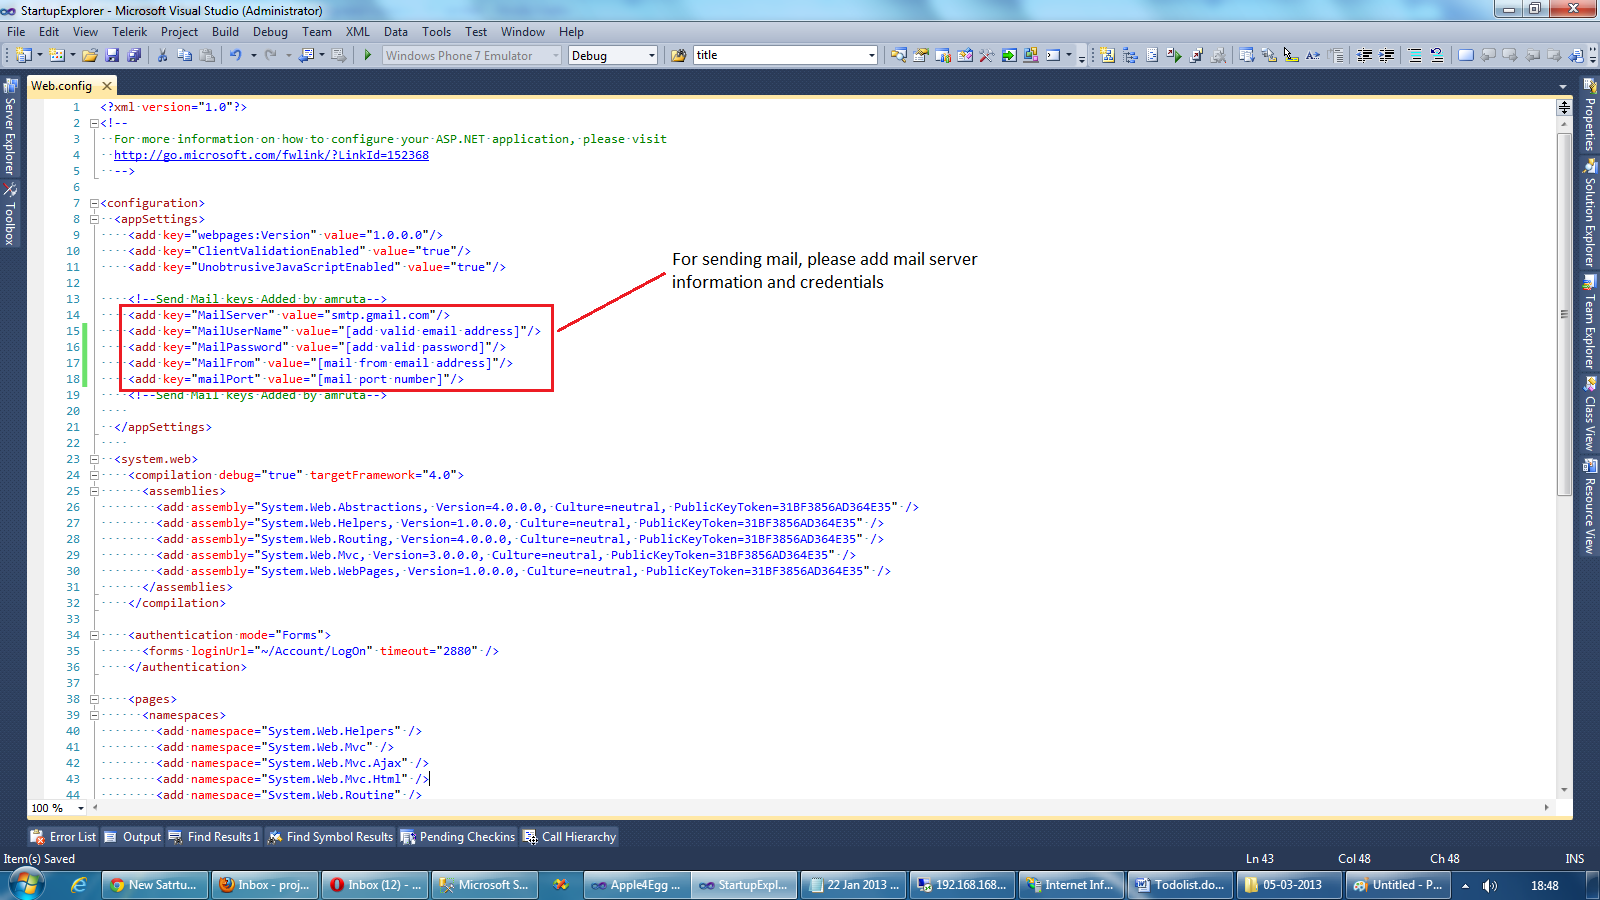 StartupExplorer - Microsoft Visual Studio (Administrator)
File Edit View Telerik Project Build Debug Team XML Data Tools Test Window Help
Windows Phone 7 Emulator Debug title
Web.config
Server Explorer
Toolbox
1 <?xml version="1.0"?>
2 <!--
3 For more information on how to configure your ASP.NET application, please visit
4 http://go.microsoft.com/fwlink/?LinkId=152368
5 -->
6
7 <configuration>
8 <appSettings>
9 <add key="webpages:Version" value="1.0.0.0"/>
10 <add key="ClientValidationEnabled" value="true"/>
11 <add key="UnobtrusiveJavaScriptEnabled" value="true"/>
12
13 <!--Send Mail keys Added by amruta-->
14 <add key="MailServer" value="smtp.gmail.com"/>
15 <add key="MailUserName" value="[add valid email address]"/>
16 <add key="MailPassword" value="[add valid password]"/>
17 <add key="MailFrom" value="[mail from email address]"/>
18 <add key="mailPort" value="[mail port number]"/>
19 <!--Send Mail keys Added by amruta-->
20
21 </appSettings>
22
23 <system.web>
24 <compilation debug="true" targetFramework="4.0">
25 <assemblies>
26 <add assembly="System.Web.Abstractions, Version=4.0.0.0, Culture=neutral, PublicKeyToken=31BF3856AD364E35" />
27 <add assembly="System.Web.Helpers, Version=1.0.0.0, Culture=neutral, PublicKeyToken=31BF3856AD364E35" />
28 <add assembly="System.Web.Routing, Version=4.0.0.0, Culture=neutral, PublicKeyToken=31BF3856AD364E35" />
29 <add assembly="System.Web.Mvc, Version=3.0.0.0, Culture=neutral, PublicKeyToken=31BF3856AD364E35" />
30 <add assembly="System.Web.WebPages, Version=1.0.0.0, Culture=neutral, PublicKeyToken=31BF3856AD364E35" />
31 </assemblies>
32 </compilation>
33
34 <authentication mode="Forms">
35 <forms loginUrl="~/Account/LogOn" timeout="2880" />
36 </authentication>
37
38 <pages>
39 <namespaces>
40 <add namespace="System.Web.Helpers" />
41 <add namespace="System.Web.Mvc" />
42 <add namespace="System.Web.Mvc.Ajax" />
43 <add namespace="System.Web.Mvc.Html" />
44 <add namespace="System.Web.Routing" />
For sending mail, please add mail server
information and credentials
Properties
Solution Explorer
Team Explorer
Class View
Resource View
100 %
Error List Output Find Results 1 Find Symbol Results Pending Checkins Call Hierarchy
Item(s) Saved Ln 43 Col 48 Ch 48 INS
New Satrtu... Inbox - proj... Inbox (12) - ... Microsoft S... Apple4Egg ... StartupExpl... 22 Jan 2013 ... 192.168.168... Internet Inf... Todolist.do... 05-03-2013 Untitled - P... 18:48